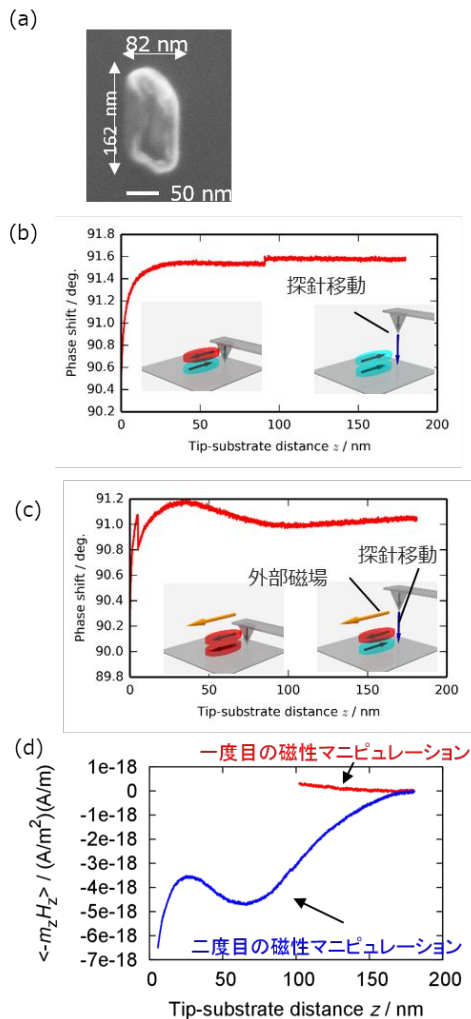 (a)
82 nm
162 nm
50 nm
(b)
91.8
91.6
91.4
91.2
91.0
90.8
90.6
90.4
90.2
Phase shift / deg.
探針移動
0
50
100
150
200
Tip-substrate distance z / nm
(c)
91.2
91.0
90.8
90.6
90.4
90.2
90.0
89.8
Phase shift / deg.
探針移動
外部磁場
0
50
100
150
200
Tip-substrate distance z / nm
(d)
一度目の磁性マニピュレーション
1e-18
0
-1e-18
-2e-18
-3e-18
-4e-18
-5e-18
-6e-18
-7e-18
<-mzHz> / (A/m²)(A/m)
二度目の磁性マニピュレーション
0
50
100
150
200
Tip-substrate distance z / nm